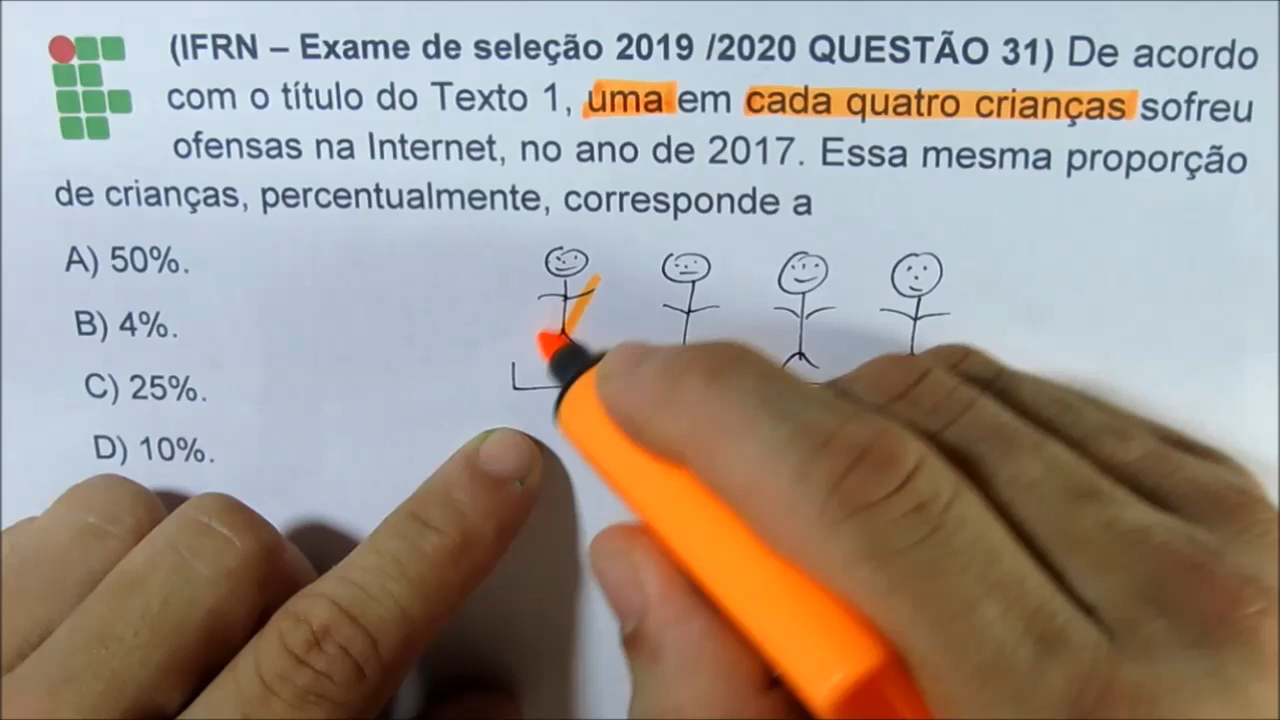 (IFRN – Exame de seleção 2019 /2020 QUESTÃO 31) De acordo
com o título do Texto 1, uma em cada quatro crianças sofreu
ofensas na Internet, no ano de 2017. Essa mesma proporção
de crianças, percentualmente, corresponde a
A) 50%.
B) 4%.
C) 25%.
D) 10%.